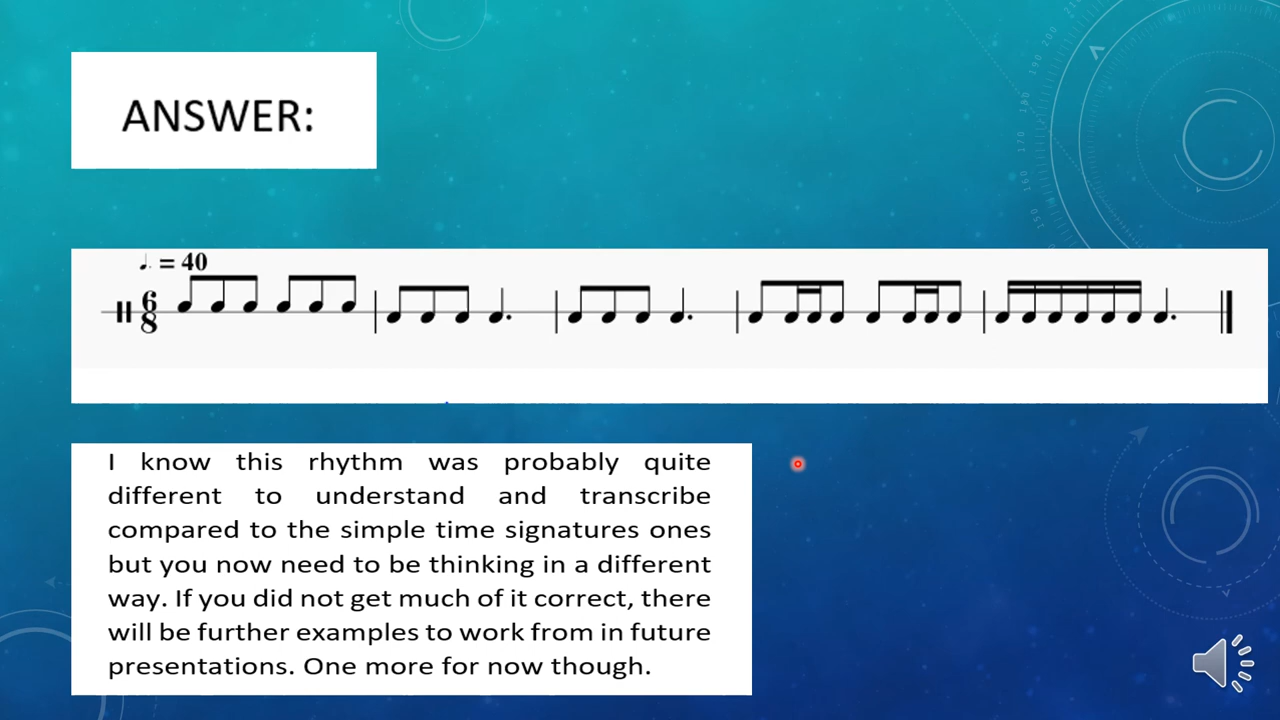 ANSWER:
♩. = 40
6
8
I know this rhythm was probably quite
different to understand and transcribe
compared to the simple time signatures ones
but you now need to be thinking in a different
way. If you did not get much of it correct, there
will be further examples to work from in future
presentations. One more for now though.